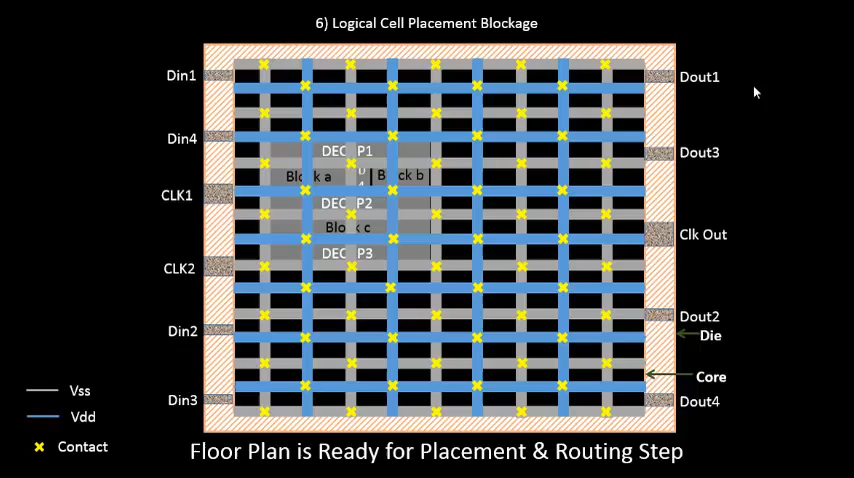 6) Logical Cell Placement Blockage
Din1
Dout1
Din4
DEC P1
Dout3
Block a
D
Block b
CLK1
DEC P2
Block c
Clk Out
DEC P3
CLK2
Dout2
Din2
Die
Core
Vss
Din3
Dout4
Vdd
Contact
Floor Plan is Ready for Placement & Routing Step